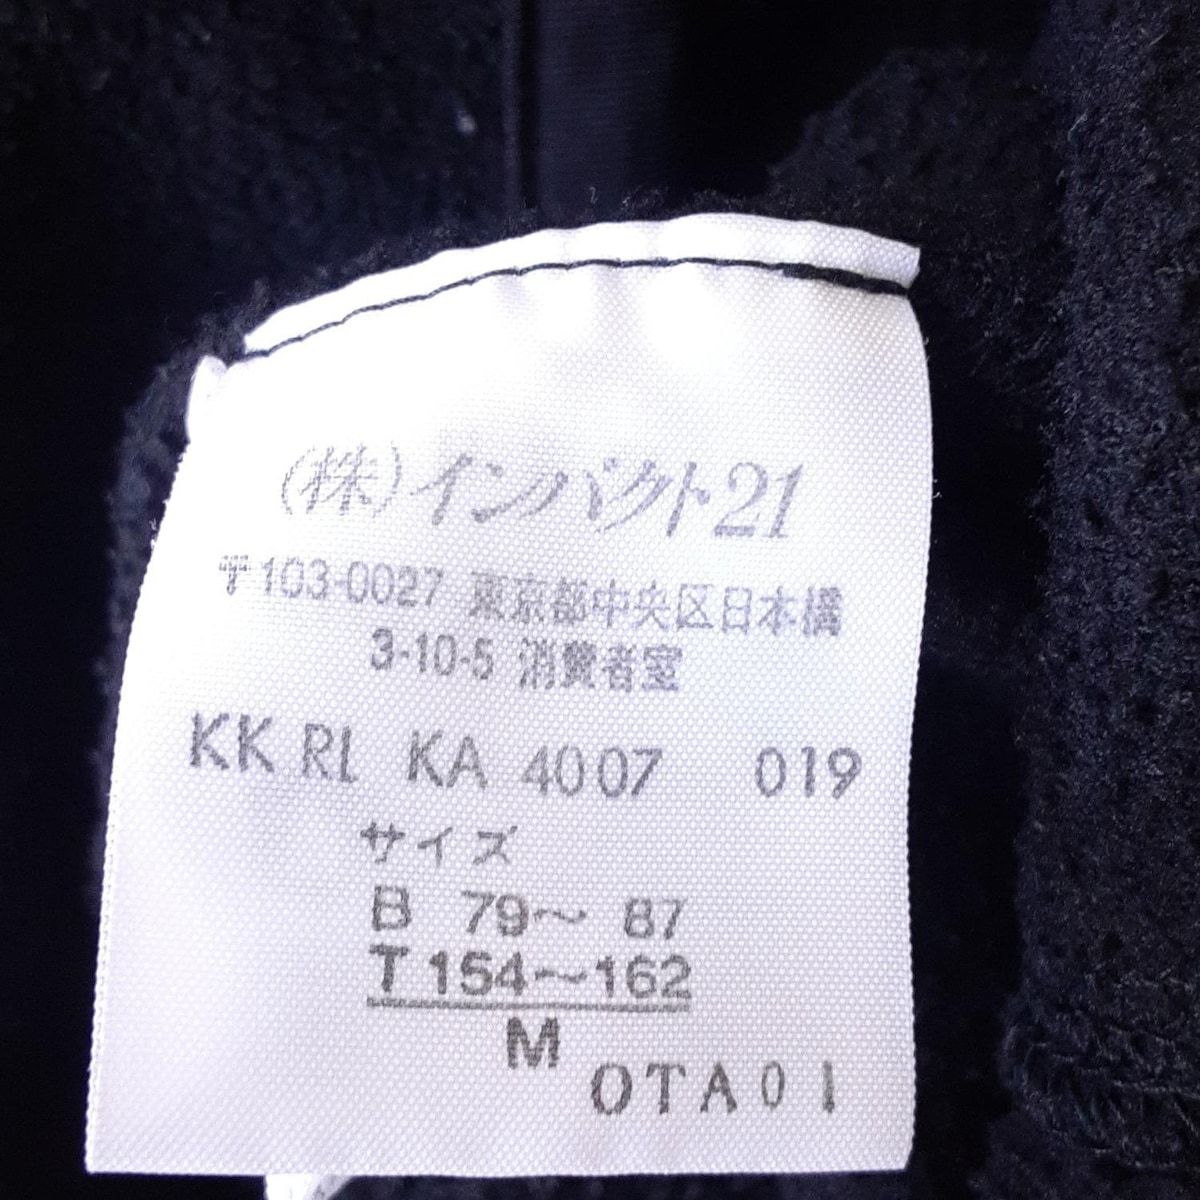 (株)インパクト21
〒103-0027 東京都中央区日本橋
3-10-5 消費者室
KK RL KA 4007 019
サイズ
B 79〜87
T 154〜162
M
OTA01